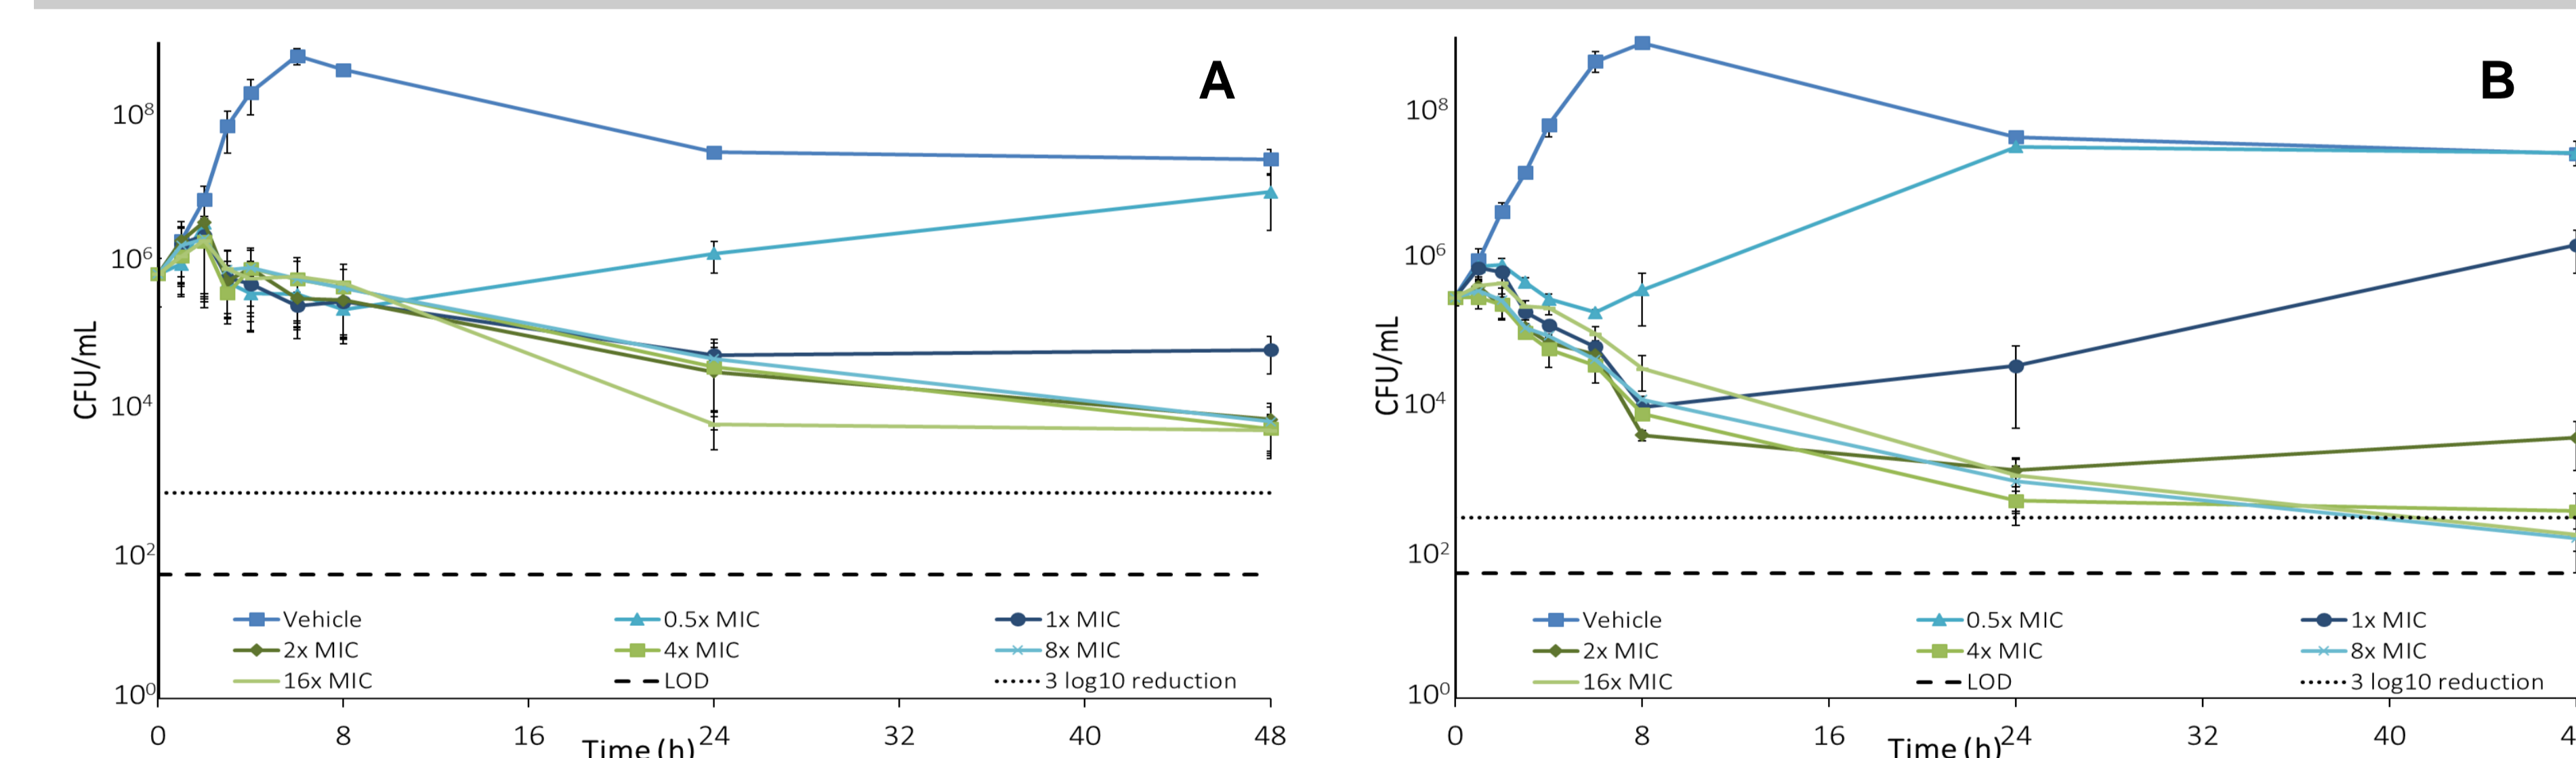 A
B
10⁸
10⁶
10⁴
10²
10⁰
CFU/mL
Vehicle 0.5x MIC 1x MIC
2x MIC 4x MIC 8x MIC
16x MIC LOD 3 log10 reduction
0 8 16 24 32 40 48
Time (h)
10⁸
10⁶
10⁴
10²
10⁰
CFU/mL
Vehicle 0.5x MIC 1x MIC
2x MIC 4x MIC 8x MIC
16x MIC LOD 3 log10 reduction
0 8 16 24 32 40 4
Time (h)